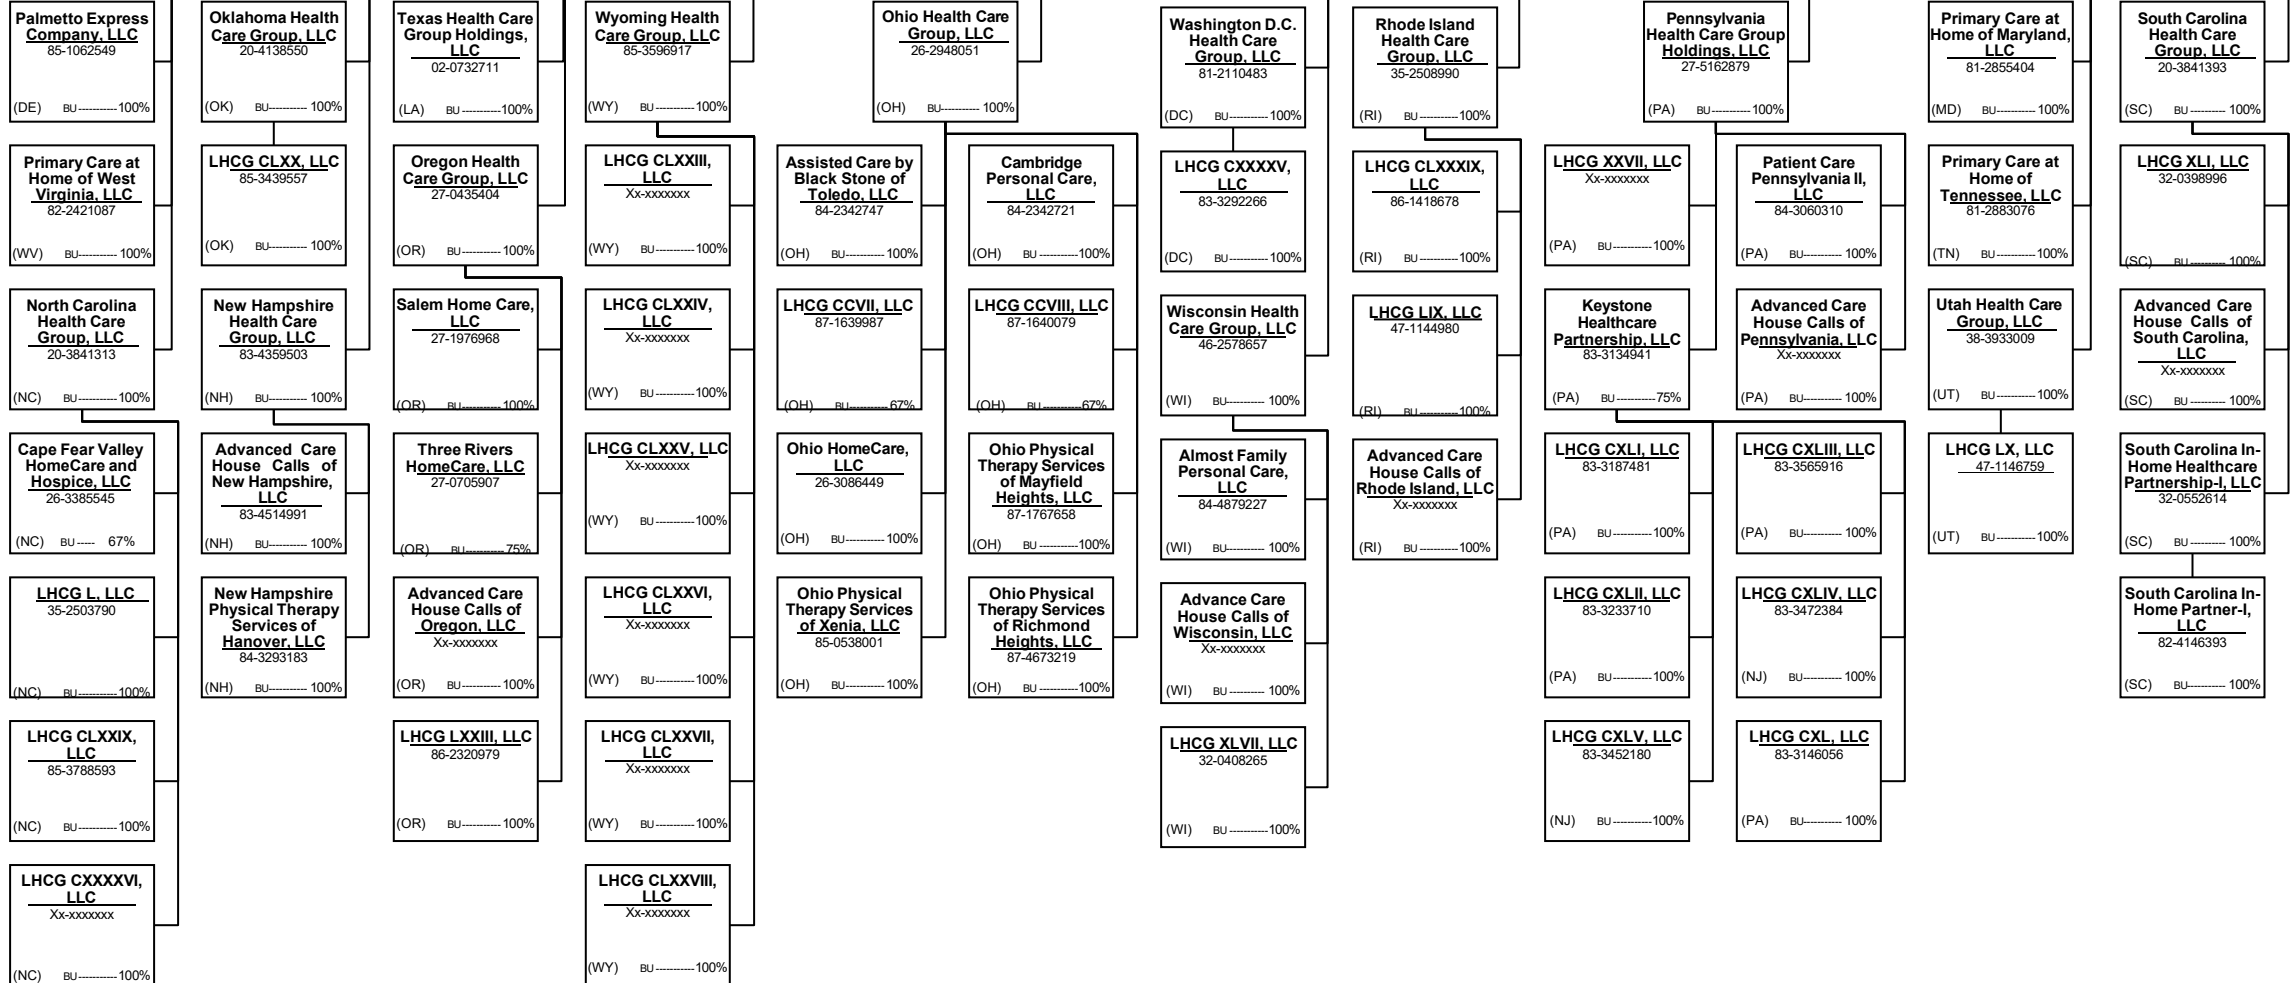 Palmetto Express
Company, LLC
85-1062549
(DE) BU-----------100%
Primary Care at
Home of West
Virginia, LLC
82-2421087
(WV) BU----------- 100%
North Carolina
Health Care
Group, LLC
20-3841313
(NC) BU-----------100%
Cape Fear Valley
HomeCare and
Hospice, LLC
26-3385545
(NC) BU ----- 67%
LHCG L, LLC
35-2503790
(NC) BU-----------100%
LHCG CLXXIX,
LLC
85-3788593
(NC) BU-----------100%
LHCG CXXXXVI,
LLC
Xx-xxxxxxx
(NC) BU-----------100%
Oklahoma Health
Care Group, LLC
20-4138550
(OK) BU----------- 100%
LHCG CLXX, LLC
85-3439557
(OK) BU----------- 100%
New Hampshire
Health Care
Group, LLC
83-4359503
(NH) BU----------- 100%
Advanced Care
House Calls of
New Hampshire,
LLC
83-4514991
(NH) BU----------- 100%
New Hampshire
Physical Therapy
Services of
Hanover, LLC
84-3293183
(NH) BU----------- 100%
Texas Health Care
Group Holdings,
LLC
02-0732711
(LA) BU -----------100%
Oregon Health
Care Group, LLC
27-0435404
(OR) BU----------- 100%
Salem Home Care,
LLC
27-1976968
(OR) BU-----------100%
Three Rivers
HomeCare, LLC
27-0705907
(OR) BU-----------75%
Advanced Care
House Calls of
Oregon, LLC
Xx-xxxxxxx
(OR) BU----------- 100%
LHCG LXXIII, LLC
86-2320979
(OR) BU----------- 100%
Wyoming Health
Care Group, LLC
85-3596917
(WY) BU -----------100%
LHCG CLXXIII,
LLC
Xx-xxxxxxx
(WY) BU -----------100%
LHCG CLXXIV,
LLC
Xx-xxxxxxx
(WY) BU -----------100%
LHCG CLXXV, LLC
Xx-xxxxxxx
(WY) BU -----------100%
LHCG CLXXVI,
LLC
Xx-xxxxxxx
(WY) BU -----------100%
LHCG CLXXVII,
LLC
Xx-xxxxxxx
(WY) BU -----------100%
LHCG CLXXVIII,
LLC
Xx-xxxxxxx
(WY) BU -----------100%
Ohio Health Care
Group, LLC
26-2948051
(OH) BU-----------100%
Assisted Care by
Black Stone of
Toledo, LLC
84-2342747
(OH) BU-----------100%
LHCG CCVII, LLC
87-1639987
(OH) BU-----------67%
Ohio HomeCare,
LLC
26-3086449
(OH) BU-----------100%
Ohio Physical
Therapy Services
of Xenia, LLC
85-0538001
(OH) BU-----------100%
Cambridge
Personal Care,
LLC
84-2342721
(OH) BU -----------100%
LHCG CCVIII, LLC
87-1640079
(OH) BU-----------67%
Ohio Physical
Therapy Services
of Mayfield
Heights, LLC
87-1767658
(OH) BU -----------100%
Ohio Physical
Therapy Services
of Richmond
Heights, LLC
87-4673219
(OH) BU -----------100%
Washington D.C.
Health Care
Group, LLC
81-2110483
(DC) BU-----------100%
LHCG CXXXXV,
LLC
83-3292266
(DC) BU-----------100%
Wisconsin Health
Care Group, LLC
46-2578657
(WI) BU ---------- 100%
Almost Family
Personal Care,
LLC
84-4879227
(WI) BU ---------- 100%
Advance Care
House Calls of
Wisconsin, LLC
Xx-xxxxxxx
(WI) BU ---------- 100%
LHCG XLVII, LLC
32-0408265
(WI) BU -----------100%
Rhode Island
Health Care
Group, LLC
35-2508990
(RI) BU ---------- 100%
LHCG CLXXXIX,
LLC
86-1418678
(RI) BU ---------- 100%
LHCG LIX, LLC
47-1144980
(RI) BU-----------100%
Advanced Care
House Calls of
Rhode Island, LLC
Xx-xxxxxxx
(RI) BU ---------- 100%
Pennsylvania
Health Care Group
Holdings, LLC
27-5162879
(PA) BU-----------100%
LHCG XXVII, LLC
Xx-xxxxxxx
(PA) BU -----------100%
Keystone
Healthcare
Partnership, LLC
83-3134941
(PA) BU -----------75%
LHCG CXLI, LLC
83-3187481
(PA) BU -----------100%
LHCG CXLII, LLC
83-3233710
(PA) BU -----------100%
LHCG CXLV, LLC
83-3452180
(NJ) BU -----------100%
Patient Care
Pennsylvania II,
LLC
84-3060310
(PA) BU----------- 100%
Advanced Care
House Calls of
Pennsylvania, LLC
Xx-xxxxxxx
(PA) BU----------- 100%
LHCG CXLIII, LLC
83-3565916
(PA) BU----------- 100%
LHCG CXLIV, LLC
83-3472384
(NJ) BU -----------100%
LHCG CXL, LLC
83-3146056
(PA) BU----------- 100%
Primary Care at
Home of Maryland,
LLC
81-2855404
(MD) BU----------- 100%
Primary Care at
Home of
Tennessee, LLC
81-2883076
(TN) BU ---------- 100%
Utah Health Care
Group, LLC
38-3933009
(UT) BU ---------- 100%
LHCG LX, LLC
47-1146759
(UT) BU ---------- 100%
South Carolina
Health Care
Group, LLC
20-3841393
(SC) BU----------- 100%
LHCG XLI, LLC
32-0398996
(SC) BU ----------100%
Advanced Care
House Calls of
South Carolina,
LLC
Xx-xxxxxxx
(SC) BU ---------- 100%
South Carolina In-
Home Healthcare
Partnership-I, LLC
32-0552614
(SC) BU ---------- 100%
South Carolina In-
Home Partner-I,
LLC
82-4146393
(SC) BU----------- 100%